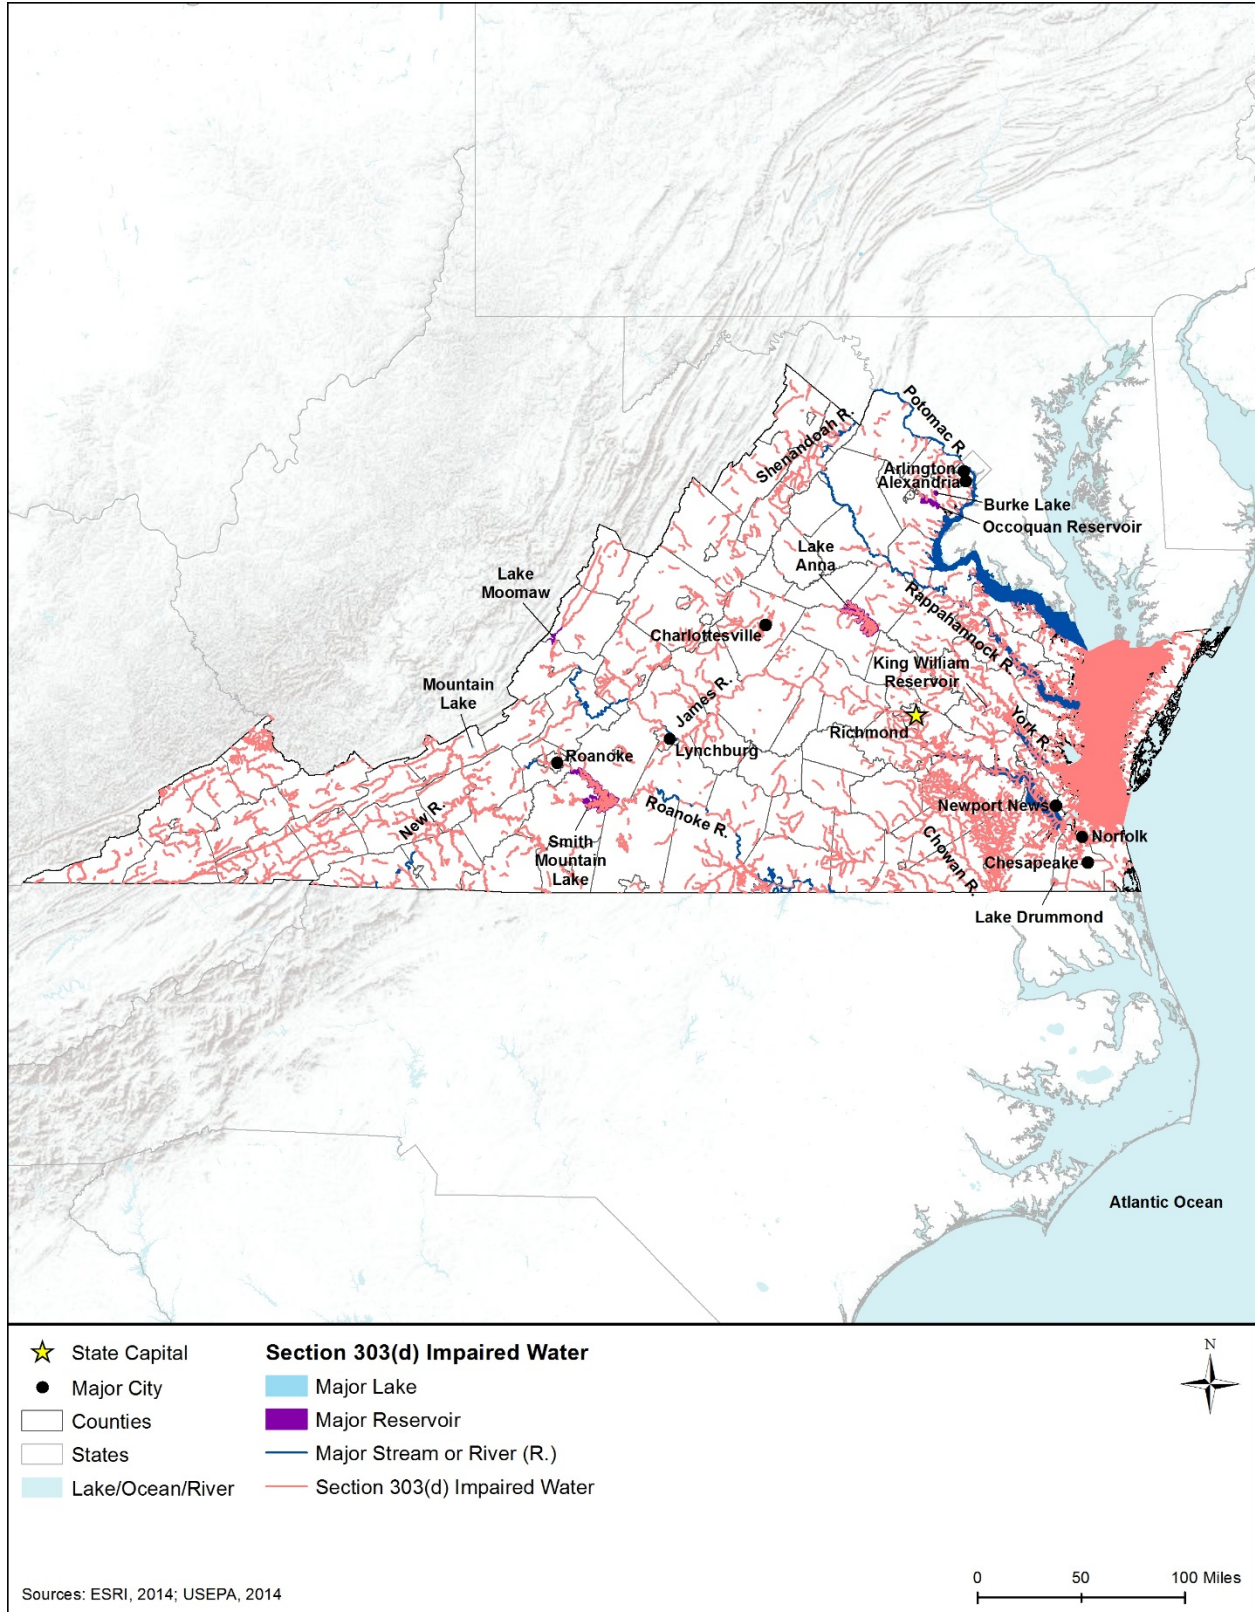 Potomac R.
Shenandoah R.
Arlington
Alexandria
Burke Lake
Occoquan Reservoir
Lake
Anna
Lake
Moomaw
Rappahannock R.
Charlottesville
King William
Reservoir
Mountain
Lake
James R.
York R.
Richmond
Roanoke
Lynchburg
New R.
Roanoke R.
Newport News
Smith
Mountain
Lake
Chowan R.
Norfolk
Chesapeake
Lake Drummond
Atlantic Ocean
State Capital
Major City
Counties
States
Lake/Ocean/River
Section 303(d) Impaired Water
Major Lake
Major Reservoir
Major Stream or River (R.)
Section 303(d) Impaired Water
N
Sources: ESRI, 2014; USEPA, 2014
0 50 100 Miles